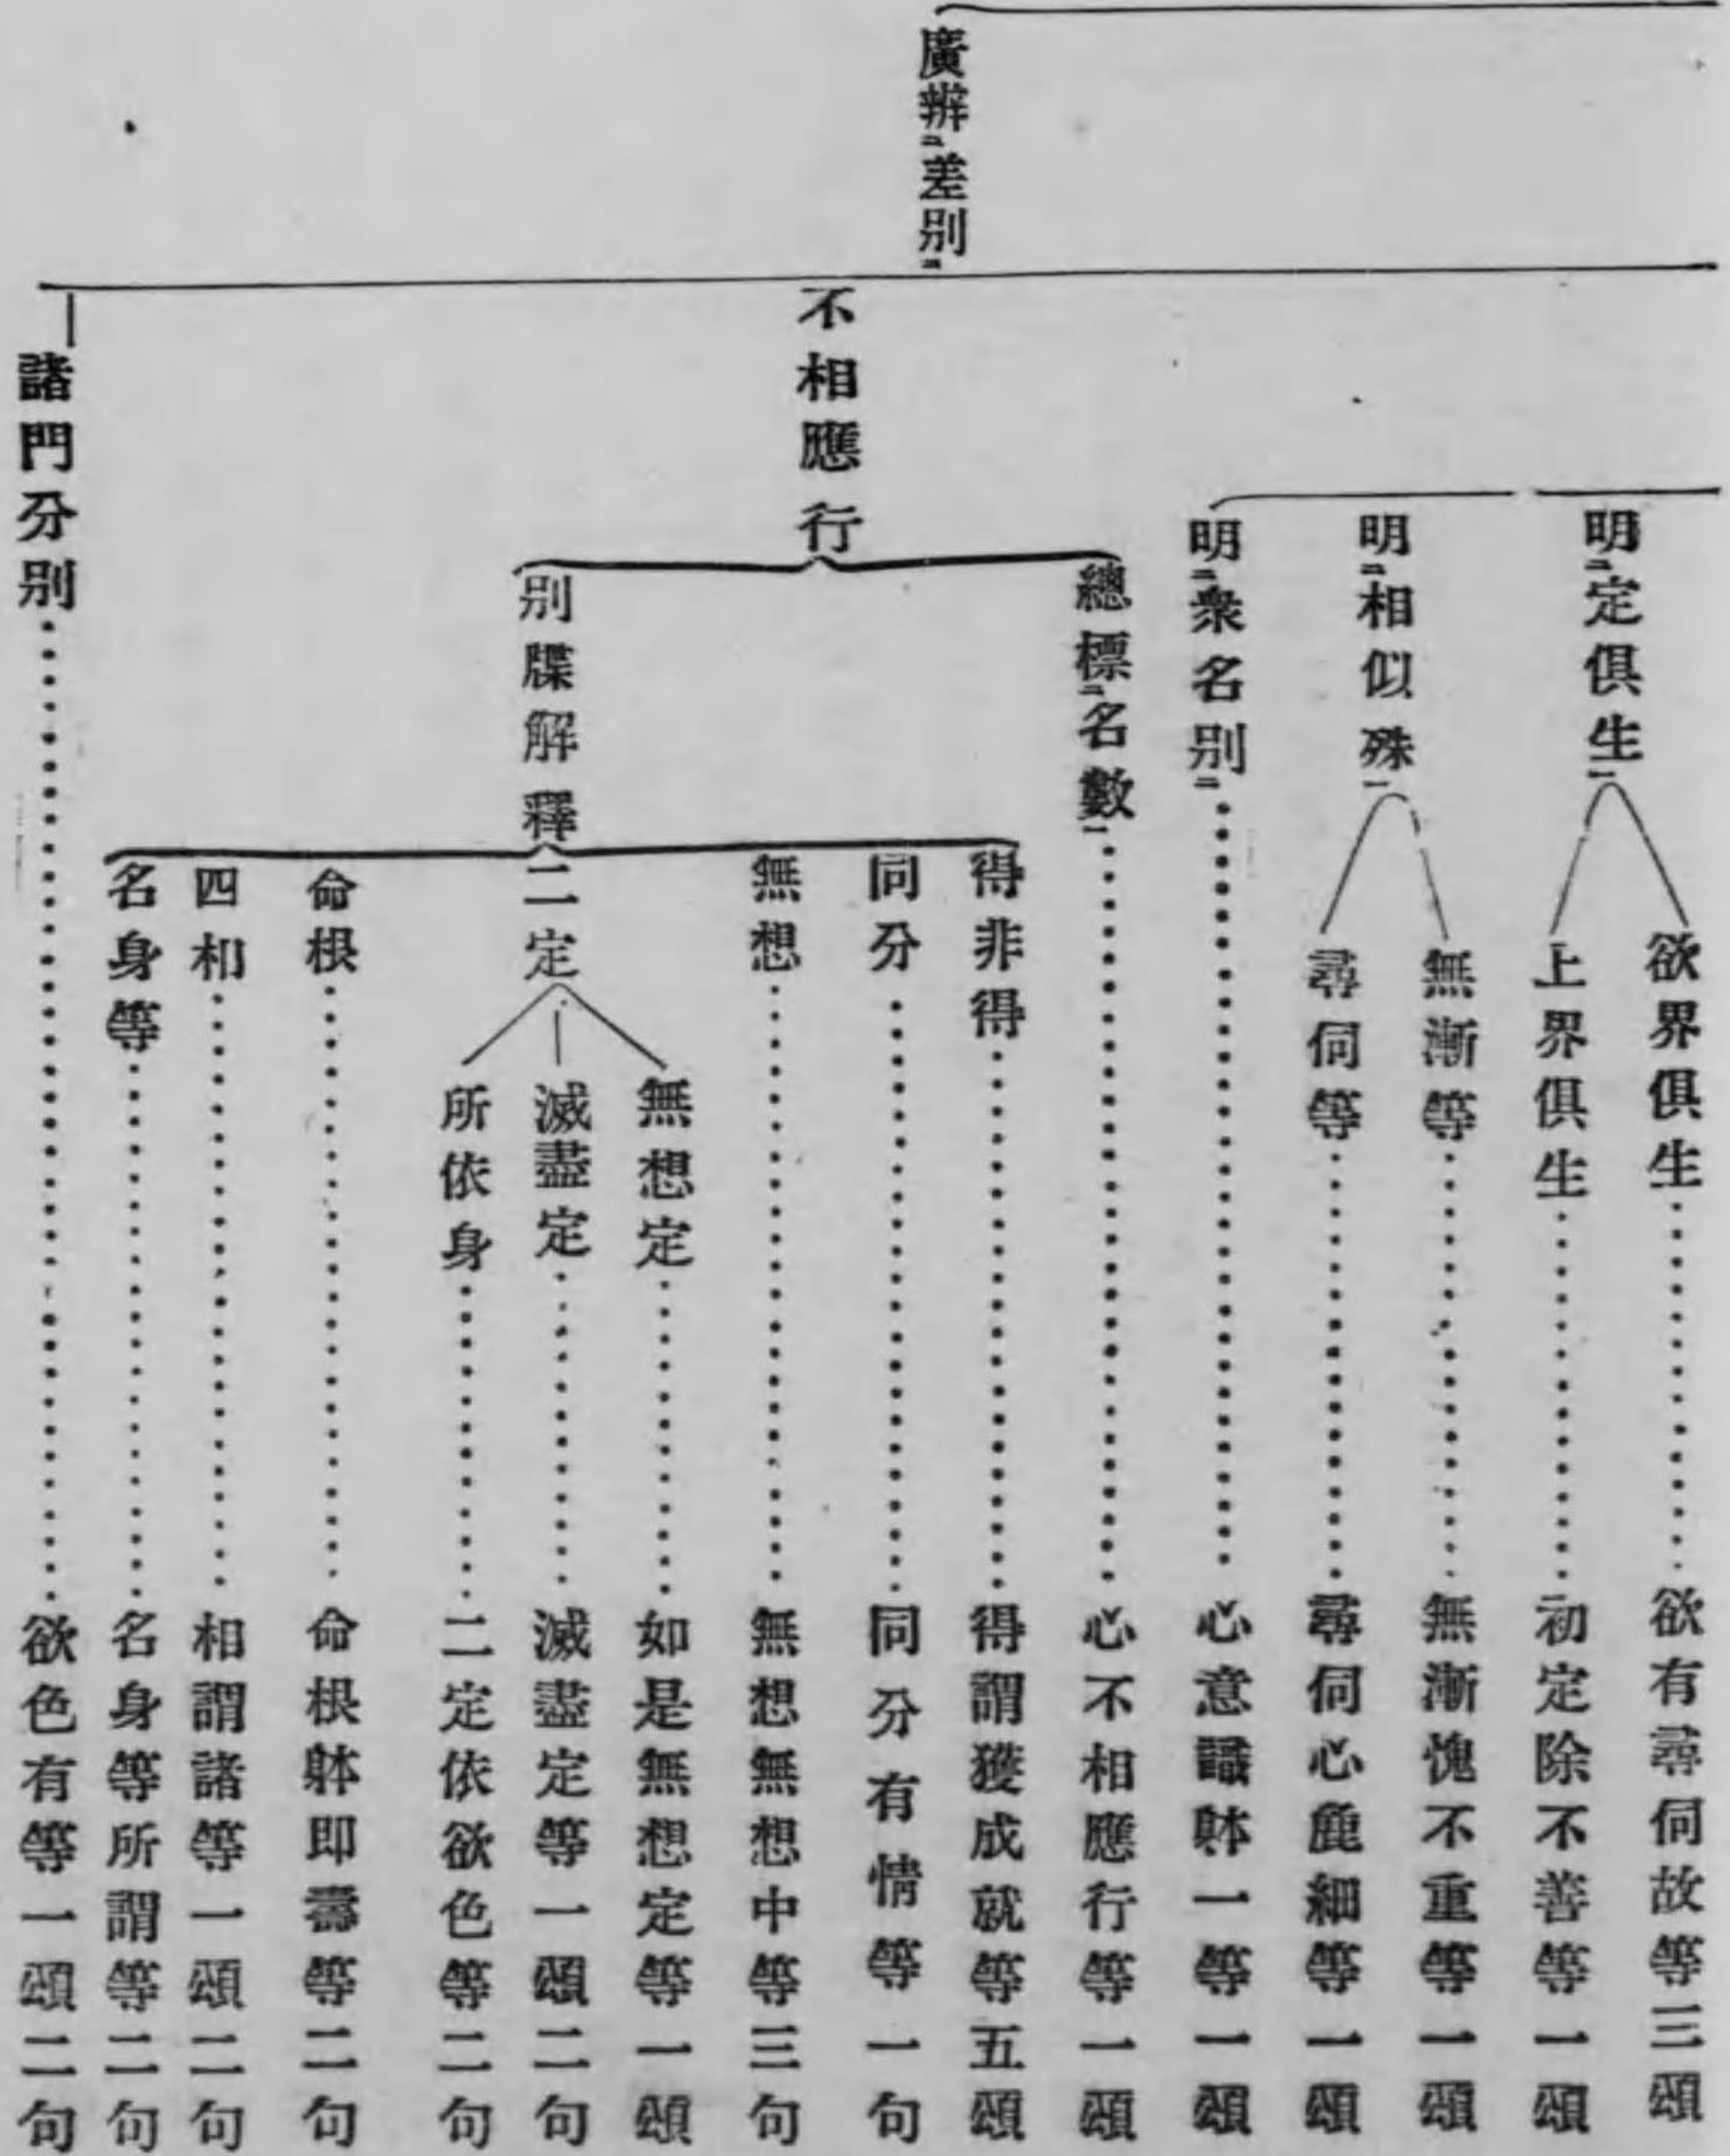 廣辨差別
明定俱生
欲界俱生……欲有尋伺故等三頌
上界俱生……初定除不善等一頌
明相似殊
無漸等……無漸愧不重等一頌
尋伺等……尋伺心麁細等一頌
明衆名別……心意識躰一等一頌
不相應行
總標名數……心不相應行等一頌
別牒解釋
得非得……得謂獲成就等五頌
同分……同分有情等一句
無想……無想無想中等三句
二定
無想定……如是無想定等一頌
滅盡定……滅盡定等一頌二句
所依身……二定依欲色等二句
命根……命根躰即壽等二句
四相……相謂諸等一頌二句
名身等……名身等所謂等二句
諸門分別……欲色有等一頌二句